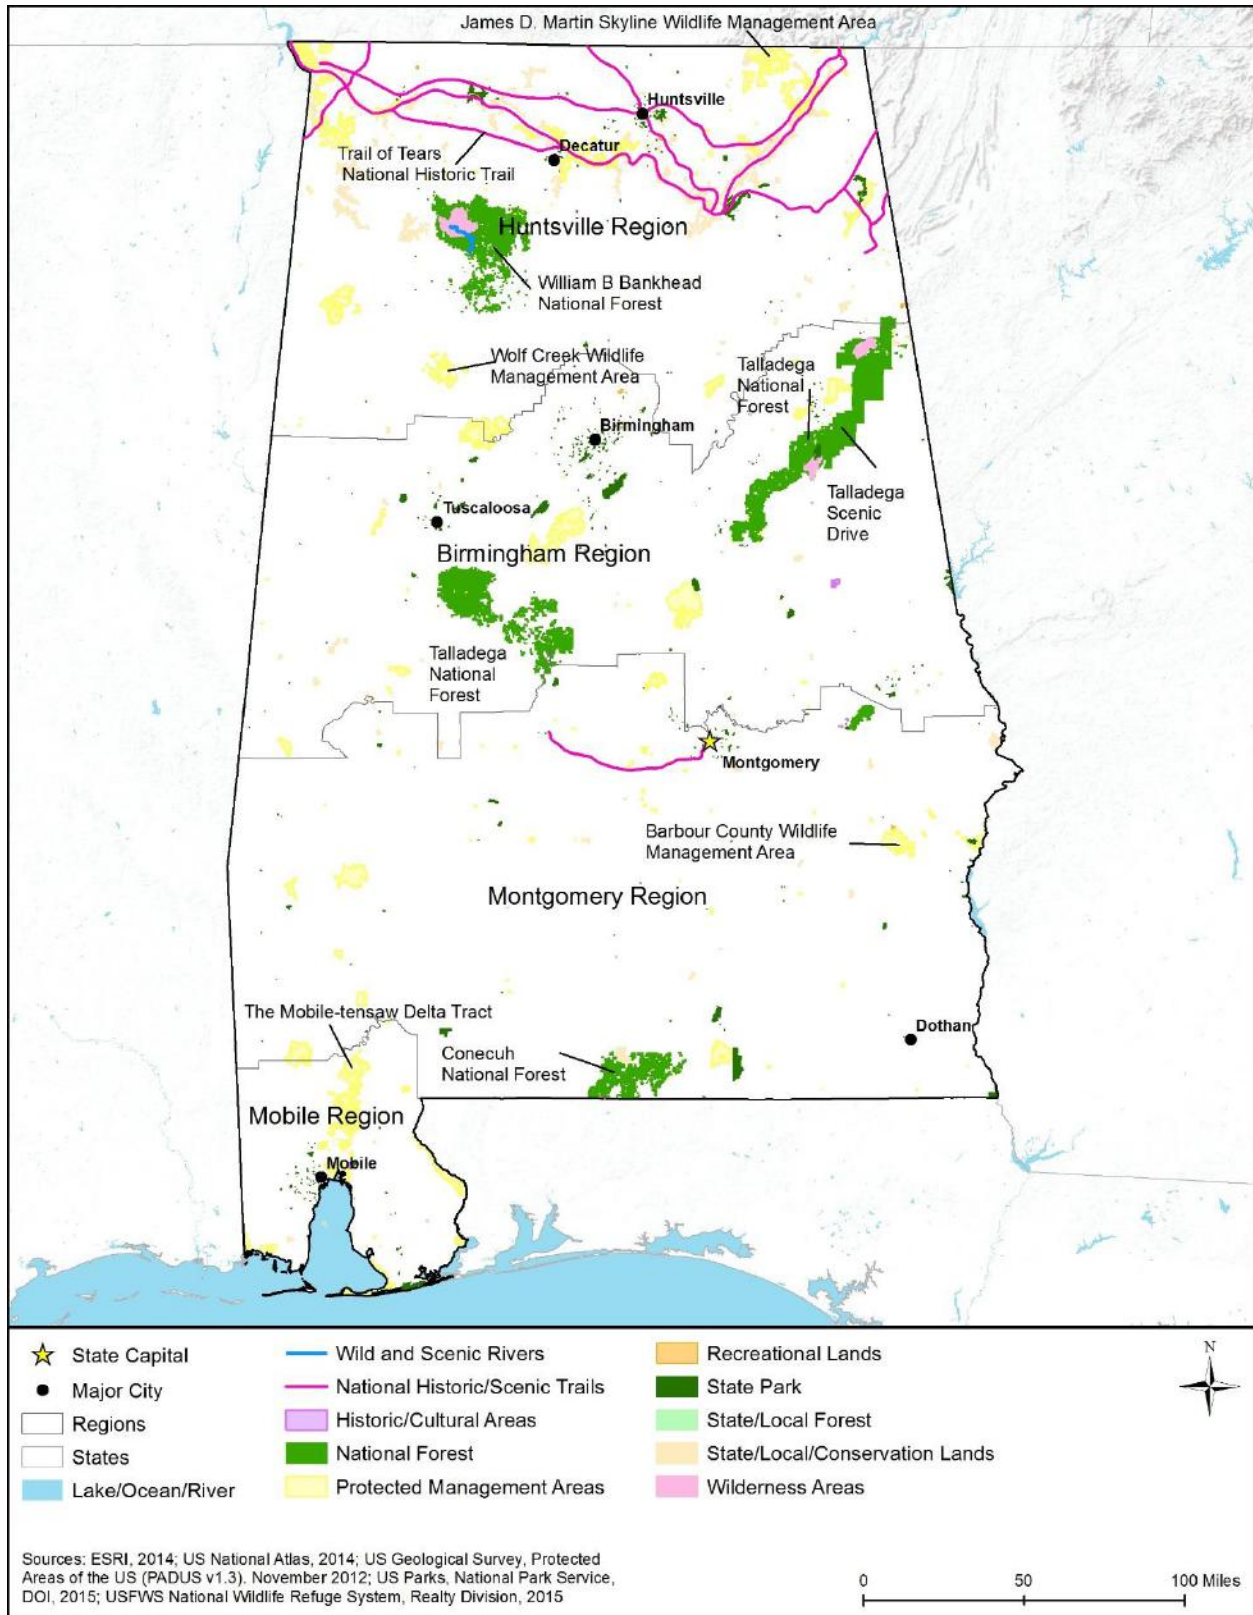 James D. Martin Skyline Wildlife Management Area
Huntsville
Decatur
Trail of Tears
National Historic Trail
Huntsville Region
William B Bankhead
National Forest
Wolf Creek Wildlife
Management Area
Talladega
National
Forest
Birmingham
Talladega
Scenic
Drive
Tuscaloosa
Birmingham Region
Talladega
National
Forest
Montgomery
Barbour County Wildlife
Management Area
Montgomery Region
The Mobile-tensaw Delta Tract
Dothan
Conecuh
National Forest
Mobile Region
Mobile
State Capital
Major City
Regions
States
Lake/Ocean/River
Wild and Scenic Rivers
National Historic/Scenic Trails
Historic/Cultural Areas
National Forest
Protected Management Areas
Recreational Lands
State Park
State/Local Forest
State/Local/Conservation Lands
Wilderness Areas
N
Sources: ESRI, 2014; US National Atlas, 2014; US Geological Survey, Protected
Areas of the US (PADUS v1.3). November 2012; US Parks, National Park Service,
DOI, 2015; USFWS National Wildlife Refuge System, Realty Division, 2015
0 50 100 Miles